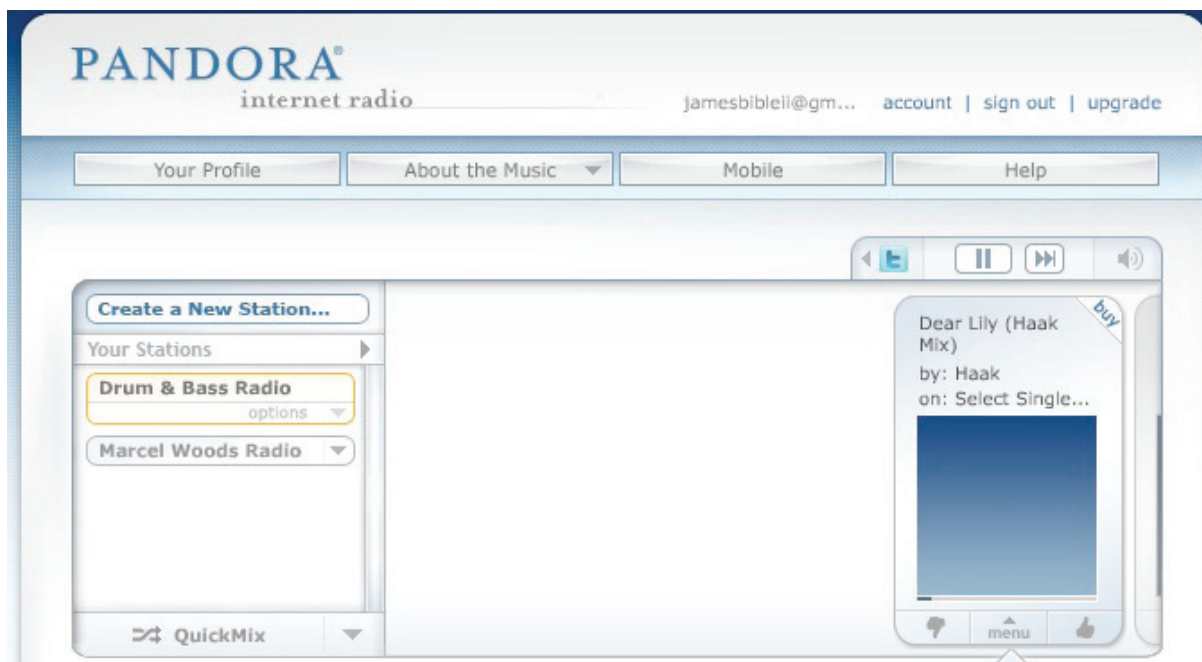 PANDORA®
internet radio
jamesbibleii@gm... account | sign out | upgrade
Your Profile
About the Music
Mobile
Help
Create a New Station...
Your Stations
Drum & Bass Radio
options
Marcel Woods Radio
QuickMix
buy
Dear Lily (Haak
Mix)
by: Haak
on: Select Single...
menu